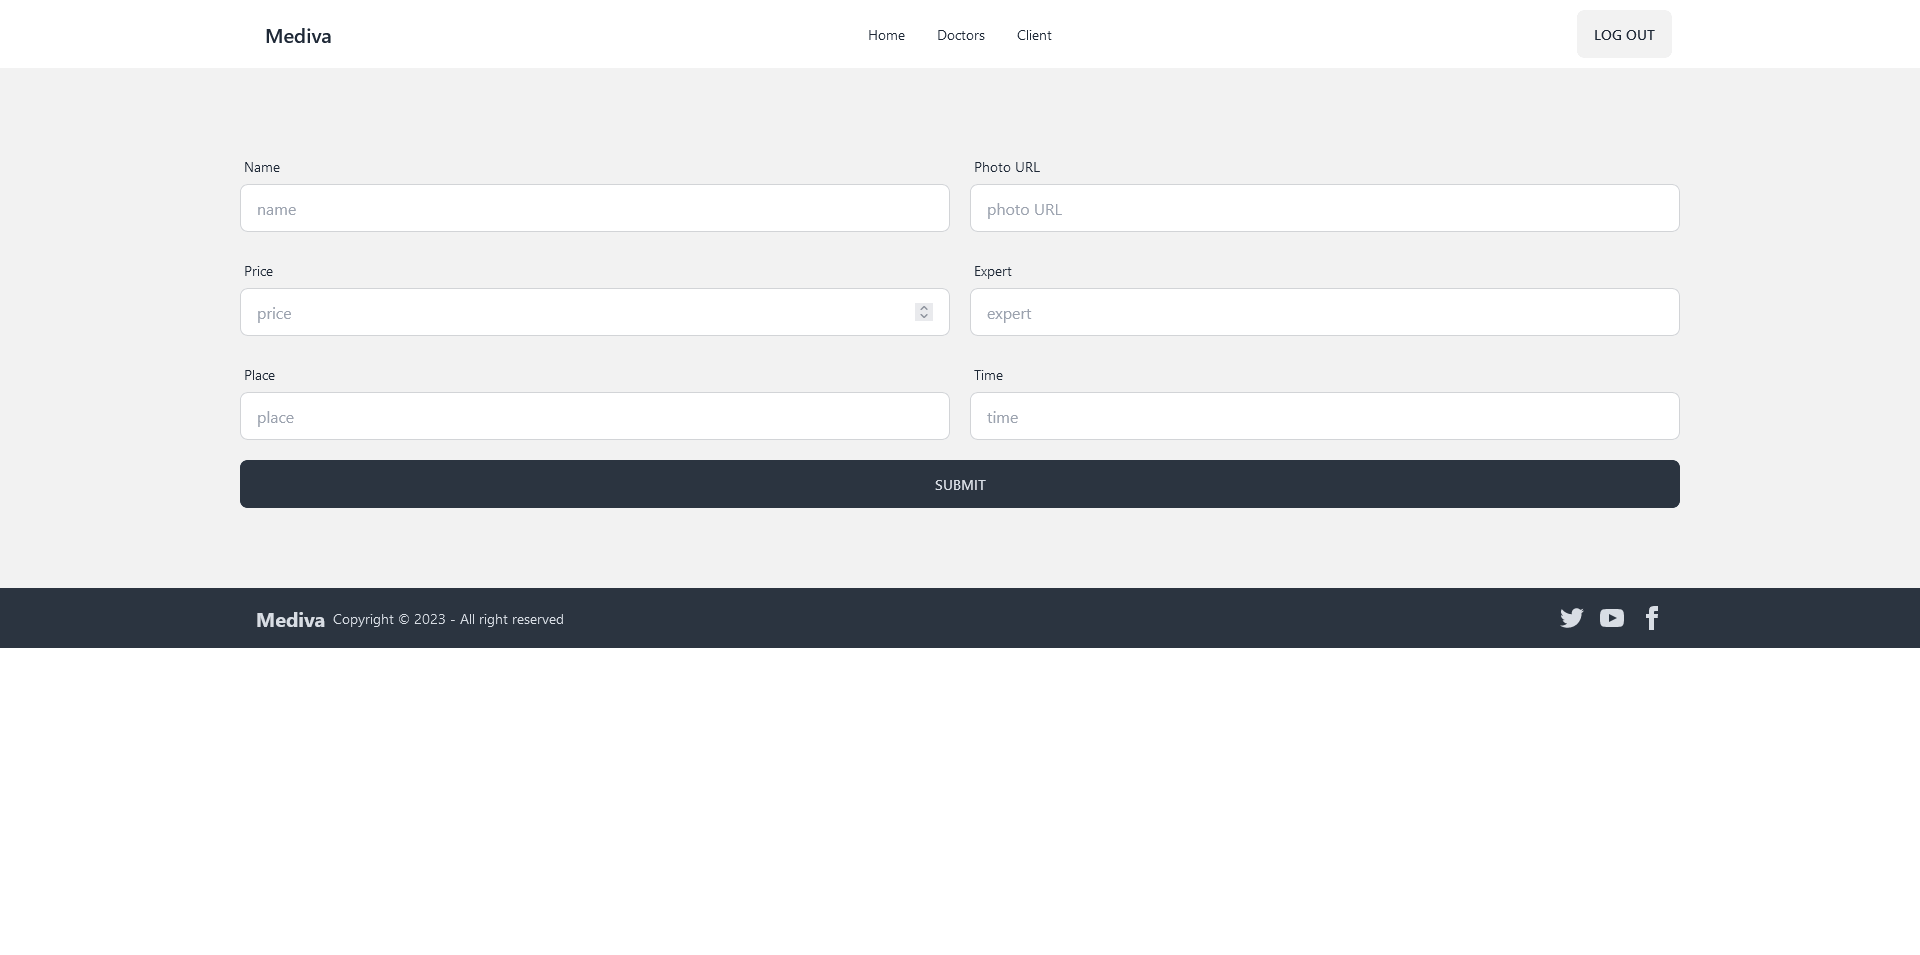 Mediva
Home Doctors Client
LOG OUT
Name
name
Photo URL
photo URL
Price
price
Expert
expert
Place
place
Time
time
SUBMIT
Mediva Copyright © 2023 - All right reserved